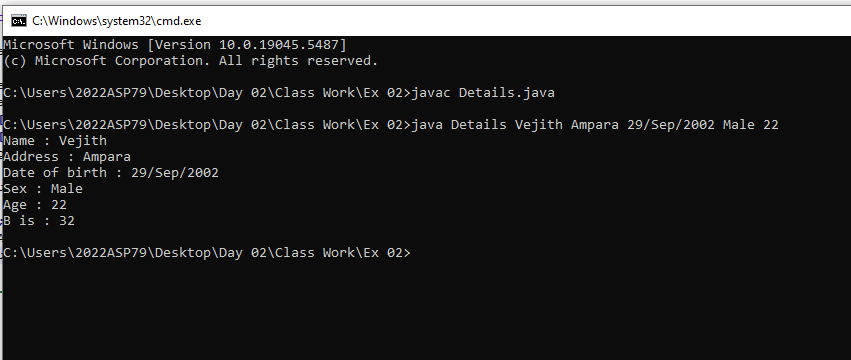 C:\Windows\system32\cmd.exe
Microsoft Windows [Version 10.0.19045.5487]
(c) Microsoft Corporation. All rights reserved.
C:\Users\2022ASP79\Desktop\Day 02\Class Work\Ex 02>javac Details.java
C:\Users\2022ASP79\Desktop\Day 02\Class Work\Ex 02>java Details Vejith Ampara 29/Sep/2002 Male 22
Name : Vejith
Address : Ampara
Date of birth : 29/Sep/2002
Sex : Male
Age : 22
B is : 32
C:\Users\2022ASP79\Desktop\Day 02\Class Work\Ex 02>